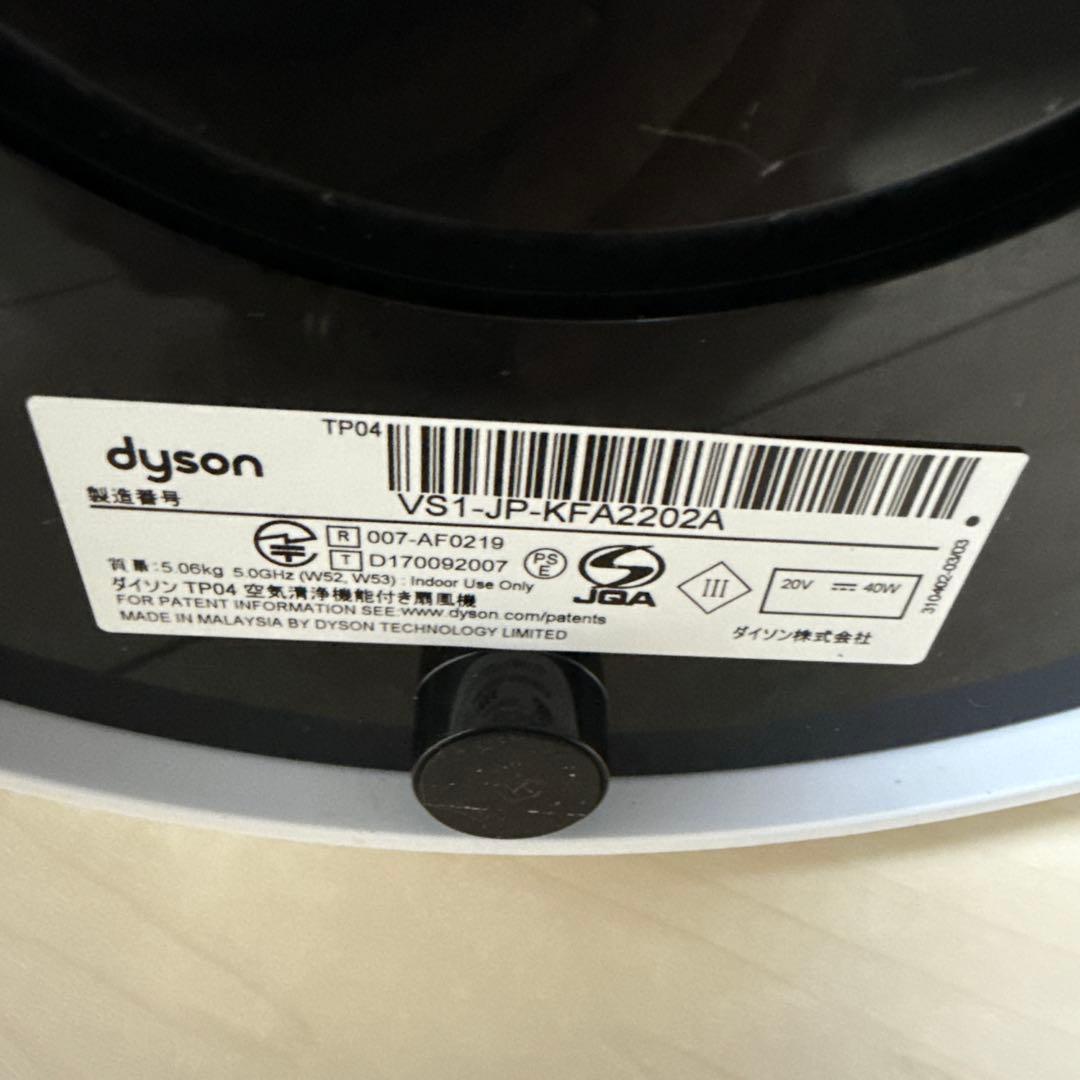 TP04
dyson
製造番号
VS1-JP-KFA2202A
R 007-AF0219
T D170092007
PS E
JQA
III
20V 40W
310402-03/03
質量:5.06kg 5.0GHz (W52, W53) : Indoor Use Only
ダイソン TP04 空気清浄機能付き扇風機
FOR PATENT INFORMATION SEE www.dyson.com/patents
MADE IN MALAYSIA BY DYSON TECHNOLOGY LIMITED
ダイソン株式会社